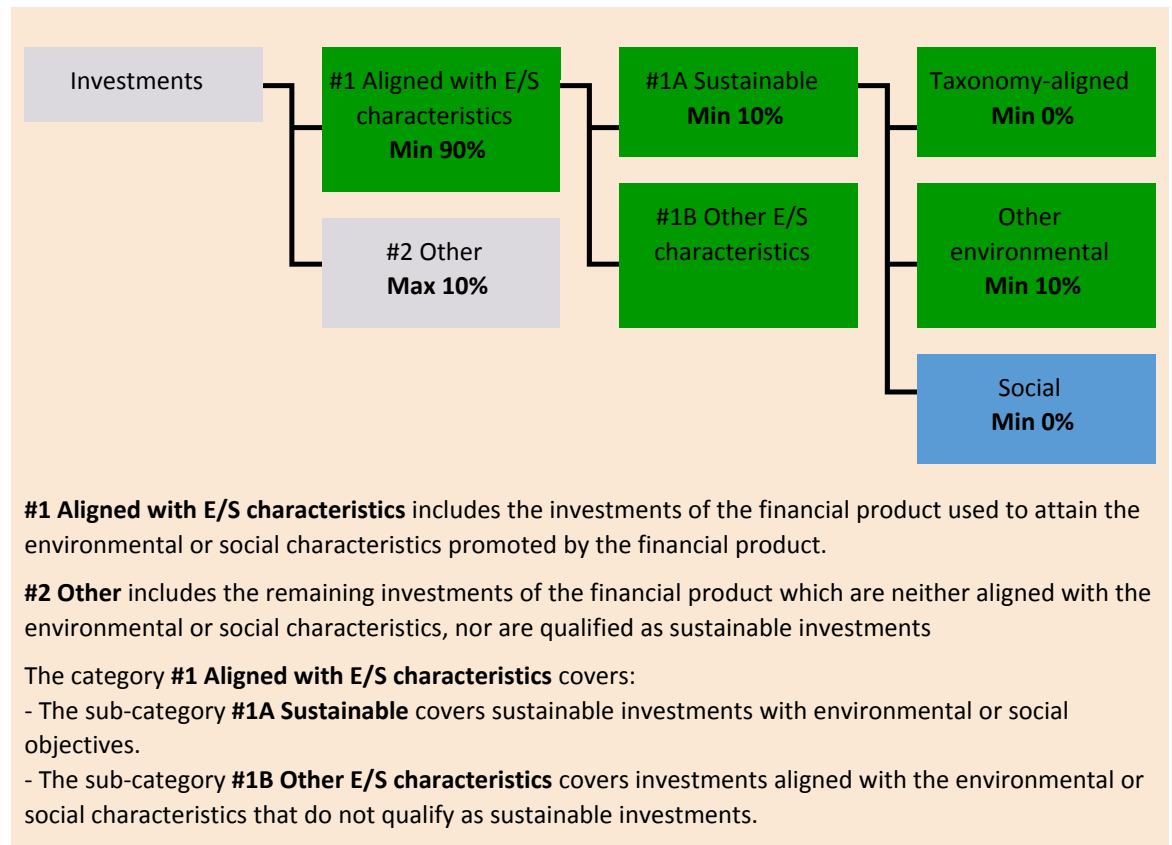 Investments
#1 Aligned with E/S
characteristics
Min 90%
#2 Other
Max 10%
#1A Sustainable
Min 10%
#1B Other E/S
characteristics
Taxonomy-aligned
Min 0%
Other
environmental
Min 10%
Social
Min 0%
#1 Aligned with E/S characteristics includes the investments of the financial product used to attain the
environmental or social characteristics promoted by the financial product.
#2 Other includes the remaining investments of the financial product which are neither aligned with the
environmental or social characteristics, nor are qualified as sustainable investments
The category #1 Aligned with E/S characteristics covers:
- The sub-category #1A Sustainable covers sustainable investments with environmental or social
objectives.
- The sub-category #1B Other E/S characteristics covers investments aligned with the environmental or
social characteristics that do not qualify as sustainable investments.